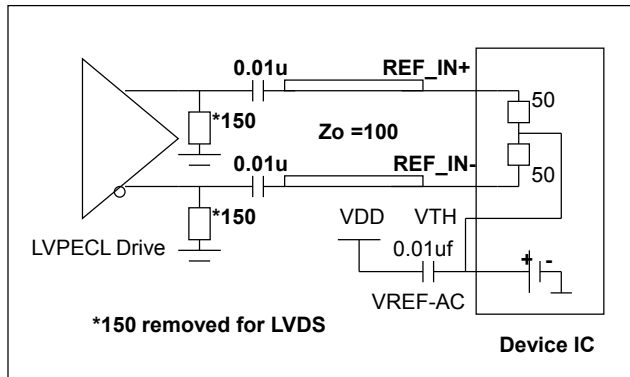 0.01u
REF_IN+
50
*150
Zo =100
0.01u
REF_IN-
50
*150
LVPECL Drive
VDD
VTH
0.01uf
+ -
VREF-AC
*150 removed for LVDS
Device IC